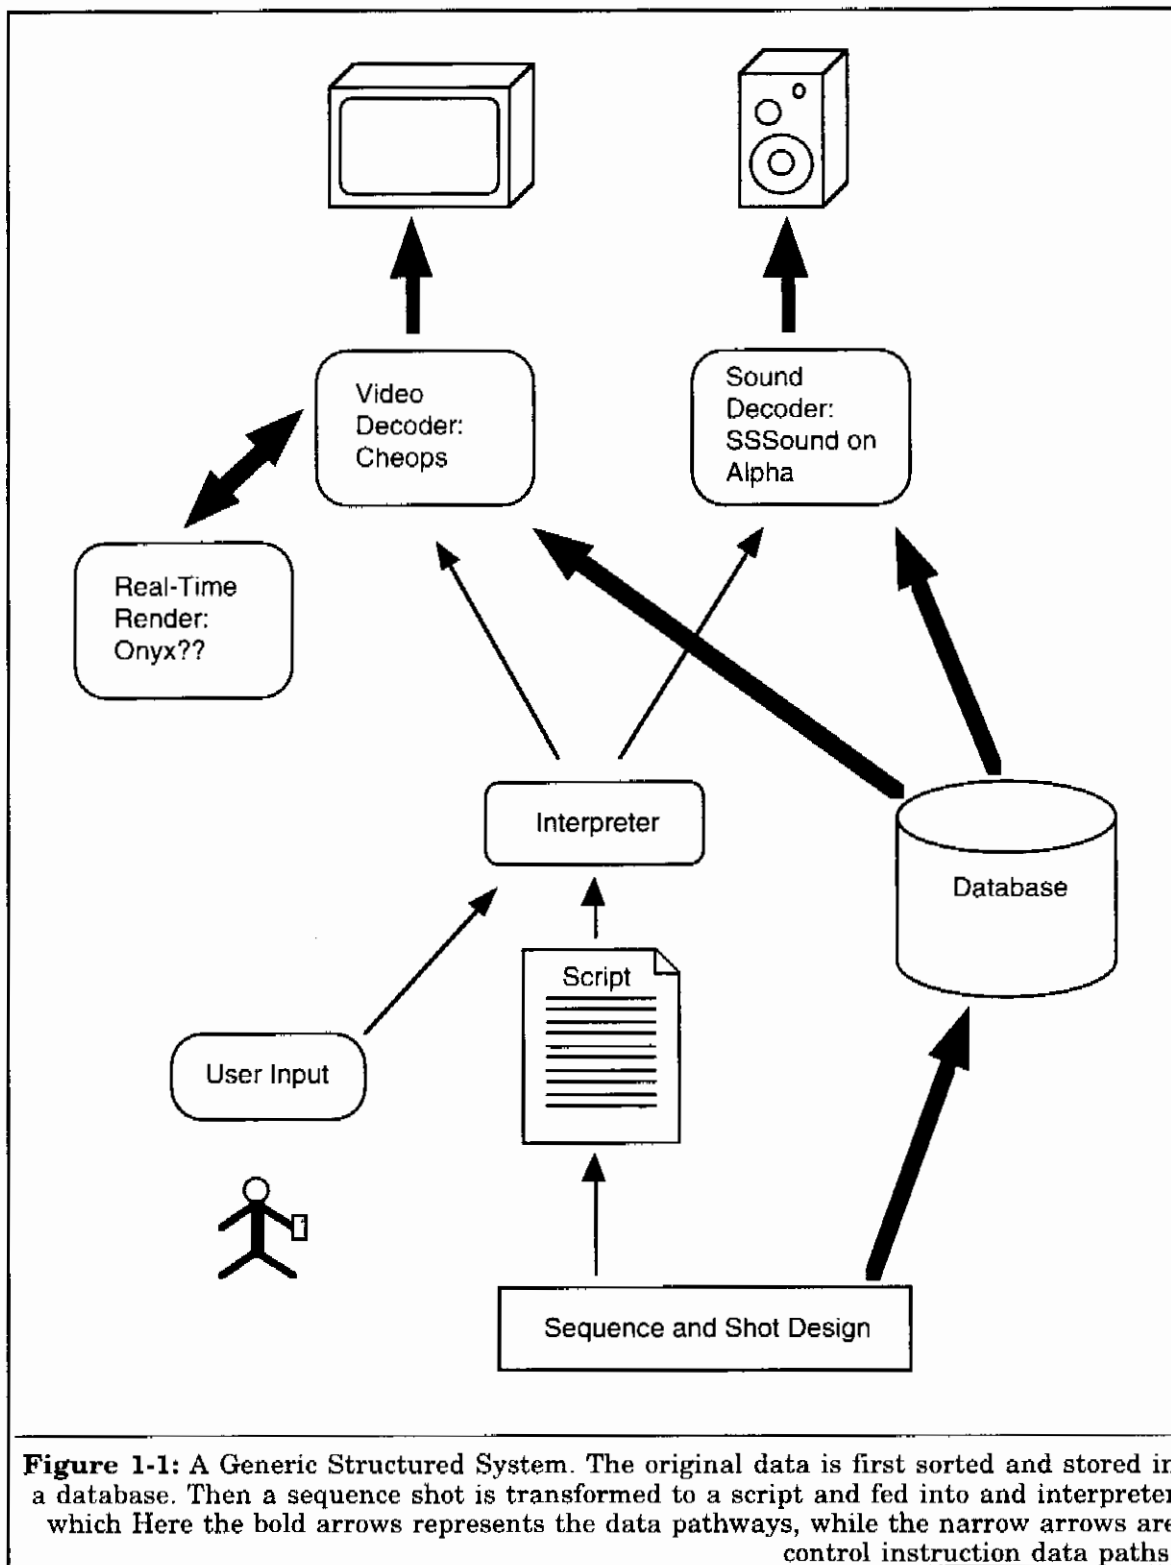 Video
Decoder:
Cheops
Sound
Decoder:
SSSound on
Alpha
Real-Time
Render:
Onyx??
Interpreter
Database
Script
User Input
Sequence and Shot Design
Figure 1-1: A Generic Structured System. The original data is first sorted and stored in
a database. Then a sequence shot is transformed to a script and fed into and interpreter
which Here the bold arrows represents the data pathways, while the narrow arrows are
control instruction data paths